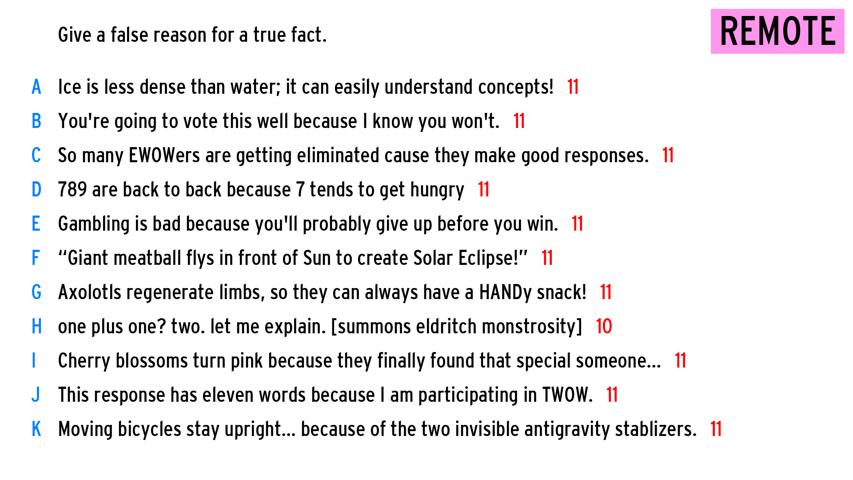 Give a false reason for a true fact.
REMOTE
A Ice is less dense than water; it can easily understand concepts! 11
B You're going to vote this well because I know you won't. 11
C So many EWOWers are getting eliminated cause they make good responses. 11
D 789 are back to back because 7 tends to get hungry 11
E Gambling is bad because you'll probably give up before you win. 11
F “Giant meatball flys in front of Sun to create Solar Eclipse!” 11
G Axolotls regenerate limbs, so they can always have a HANDy snack! 11
H one plus one? two. let me explain. [summons eldritch monstrosity] 10
I Cherry blossoms turn pink because they finally found that special someone... 11
J This response has eleven words because I am participating in TWOW. 11
K Moving bicycles stay upright... because of the two invisible antigravity stablizers. 11